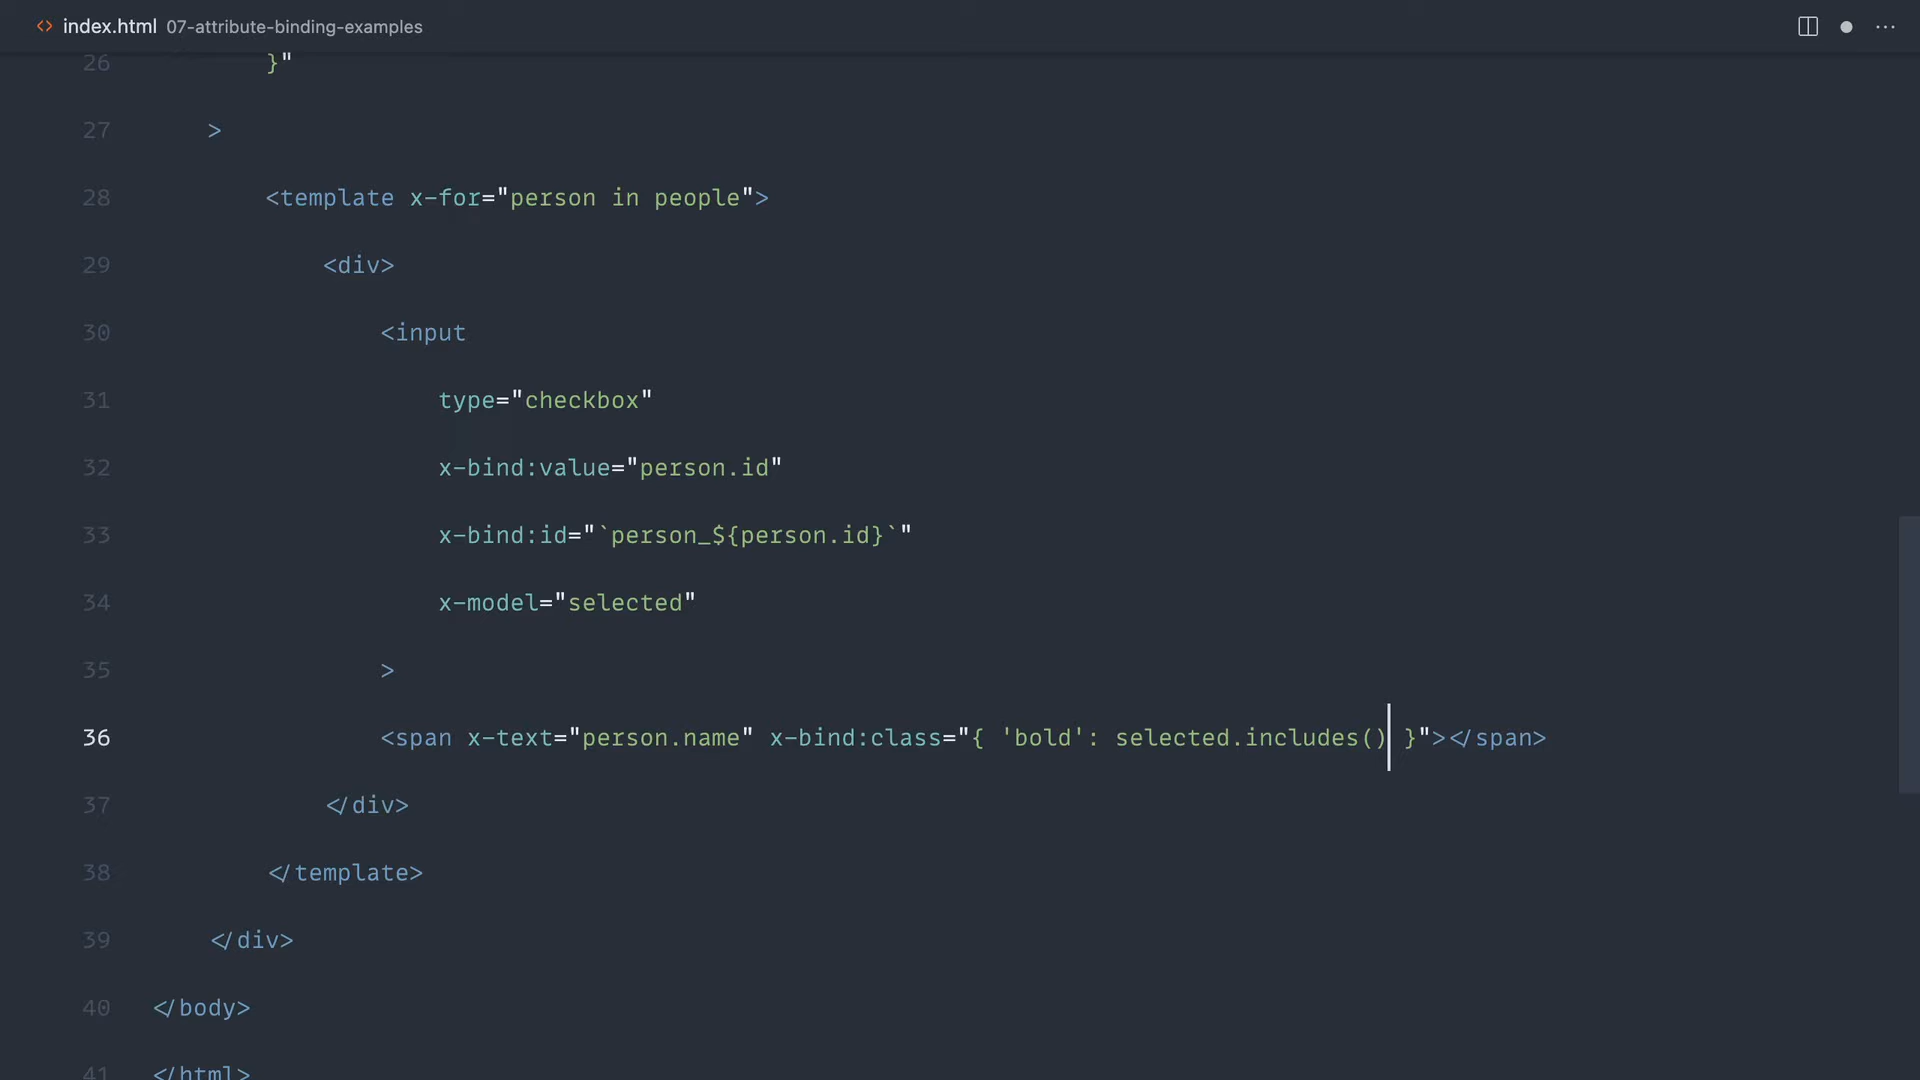 index.html 07-attribute-binding-examples
26 }"
27 >
28 <template x-for="person in people">
29 <div>
30 <input
31 type="checkbox"
32 x-bind:value="person.id"
33 x-bind:id="`person_${person.id}`"
34 x-model="selected"
35 >
36 <span x-text="person.name" x-bind:class="{ 'bold': selected.includes() }"></span>
37 </div>
38 </template>
39 </div>
40 </body>
41 </html>